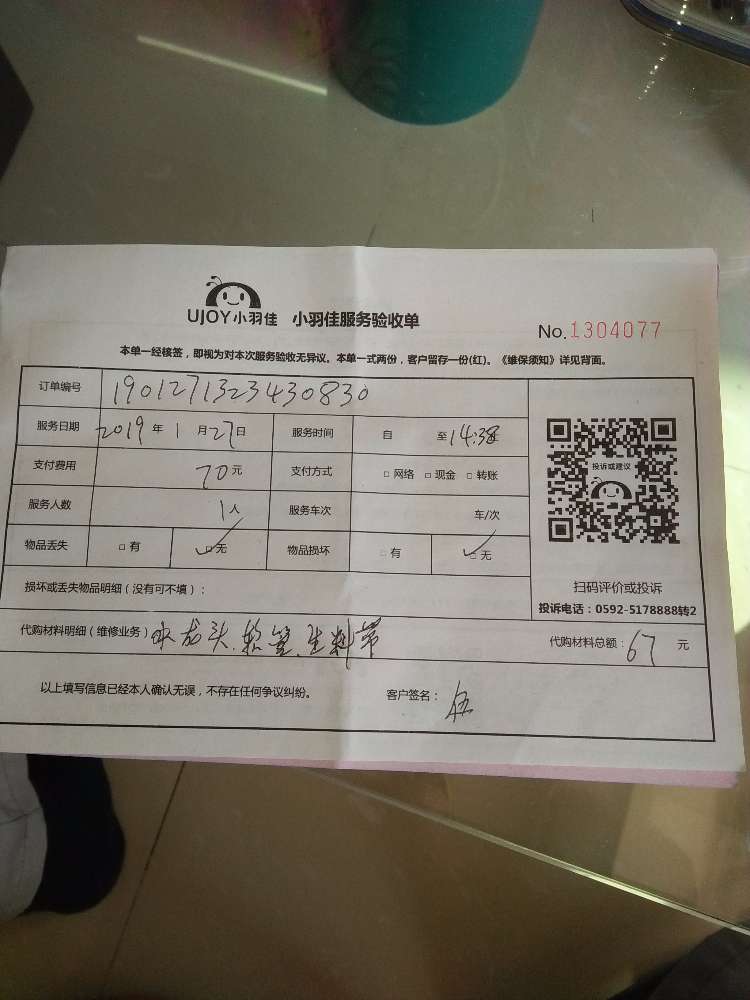 UJOY小羽佳 小羽佳服务验收单
No.1304077
本单一经核签，即视为对本次服务验收无异议。本单一式两份，客户留存一份(红)。《维保须知》详见背面。
订单编号 1901271323430830
服务日期 2019年1月27日 服务时间 自 至14:38
支付费用 70元 支付方式 □网络 □现金 □转账
服务人数 1人 服务车次 车/次
物品丢失 □有 ☑无 物品损坏 □有 ☑无
投诉或建议
扫码评价或投诉
投诉电话：0592-5178888转2
损坏或丢失物品明细（没有可不填）：
代购材料明细（维修业务）水龙头、软管、生料带 代购材料总额：67元
以上填写信息已经本人确认无误，不存在任何争议纠纷。 客户签名：伍